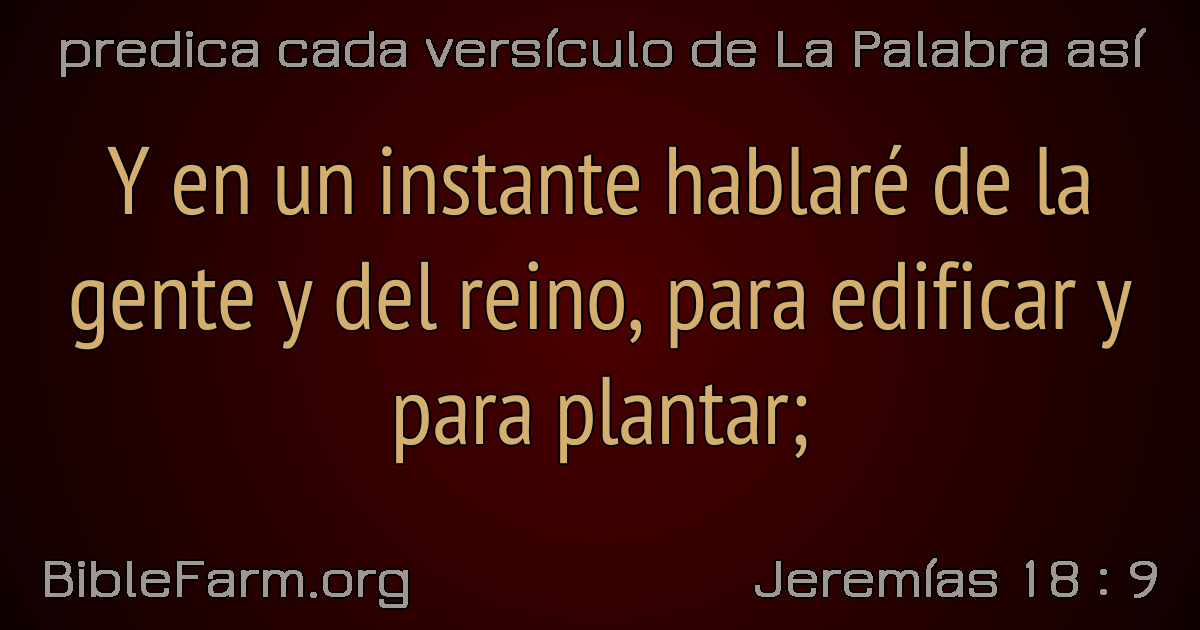 predica cada versículo de La Palabra así
Y en un instante hablaré de la
gente y del reino, para edificar y
para plantar;
BibleFarm.org
Jeremías 18 : 9